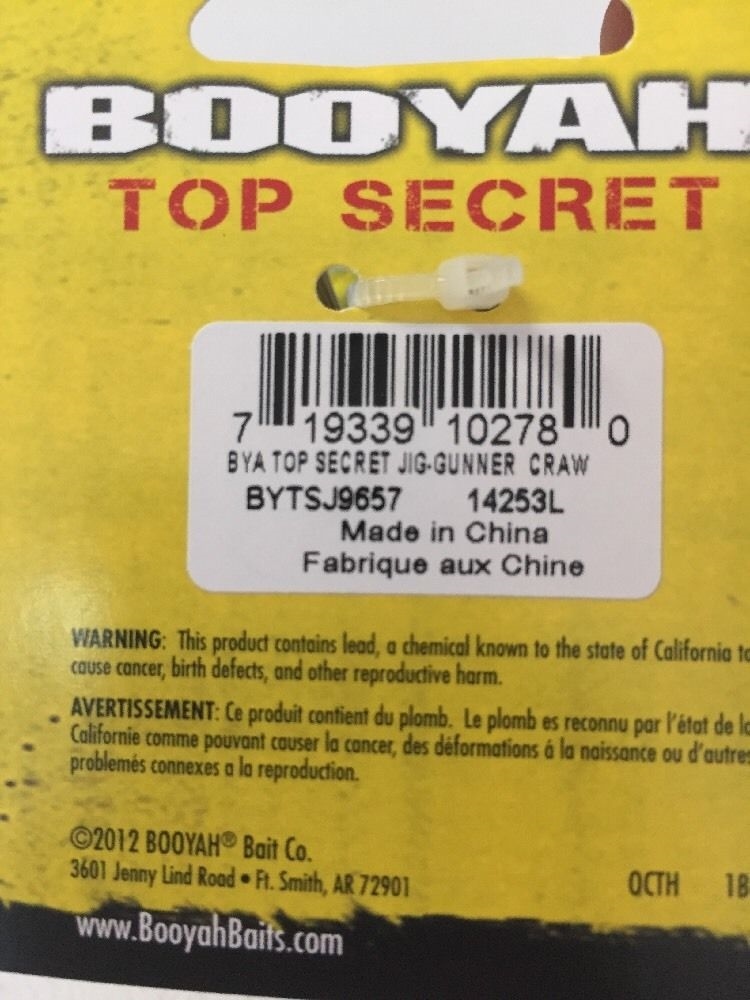 BOOYAH
TOP SECRET
7 19339 10278 0
BYA TOP SECRET JIG-GUNNER CRAW
BYTSJ9657 14253L
Made in China
Fabrique aux Chine
WARNING: This product contains lead, a chemical known to the state of California to
cause cancer, birth defects, and other reproductive harm.
AVERTISSEMENT: Ce produit contient du plomb. Le plomb es reconnu par l'état de la
Californie comme pouvant causer la cancer, des déformations á la naissance ou d'autres
problemés connexes a la reproduction.
©2012 BOOYAH® Bait Co.
3601 Jenny Lind Road • Ft. Smith, AR 72901
OCTH 18
www.BooyahBaits.com